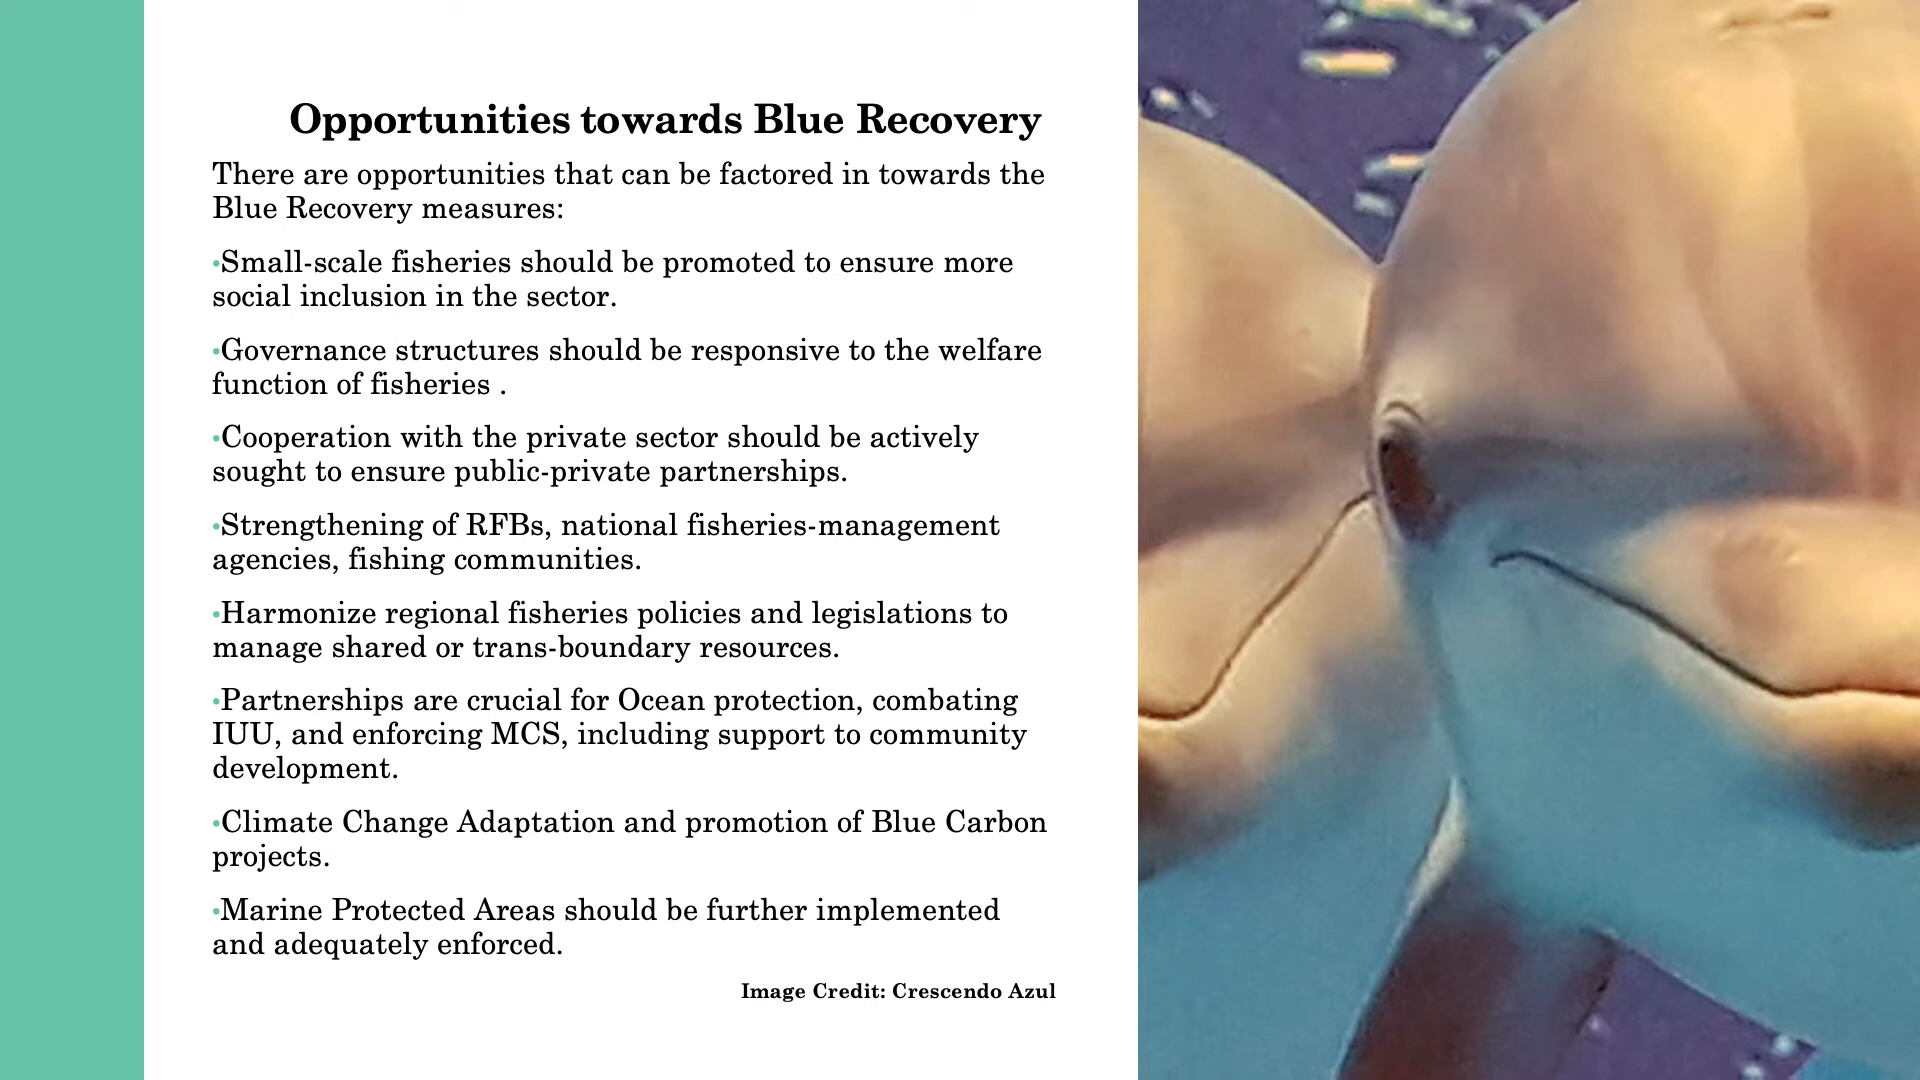 Opportunities towards Blue Recovery
There are opportunities that can be factored in towards the
Blue Recovery measures:
•Small-scale fisheries should be promoted to ensure more
social inclusion in the sector.
•Governance structures should be responsive to the welfare
function of fisheries .
•Cooperation with the private sector should be actively
sought to ensure public-private partnerships.
•Strengthening of RFBs, national fisheries-management
agencies, fishing communities.
•Harmonize regional fisheries policies and legislations to
manage shared or trans-boundary resources.
•Partnerships are crucial for Ocean protection, combating
IUU, and enforcing MCS, including support to community
development.
•Climate Change Adaptation and promotion of Blue Carbon
projects.
•Marine Protected Areas should be further implemented
and adequately enforced.
Image Credit: Crescendo Azul